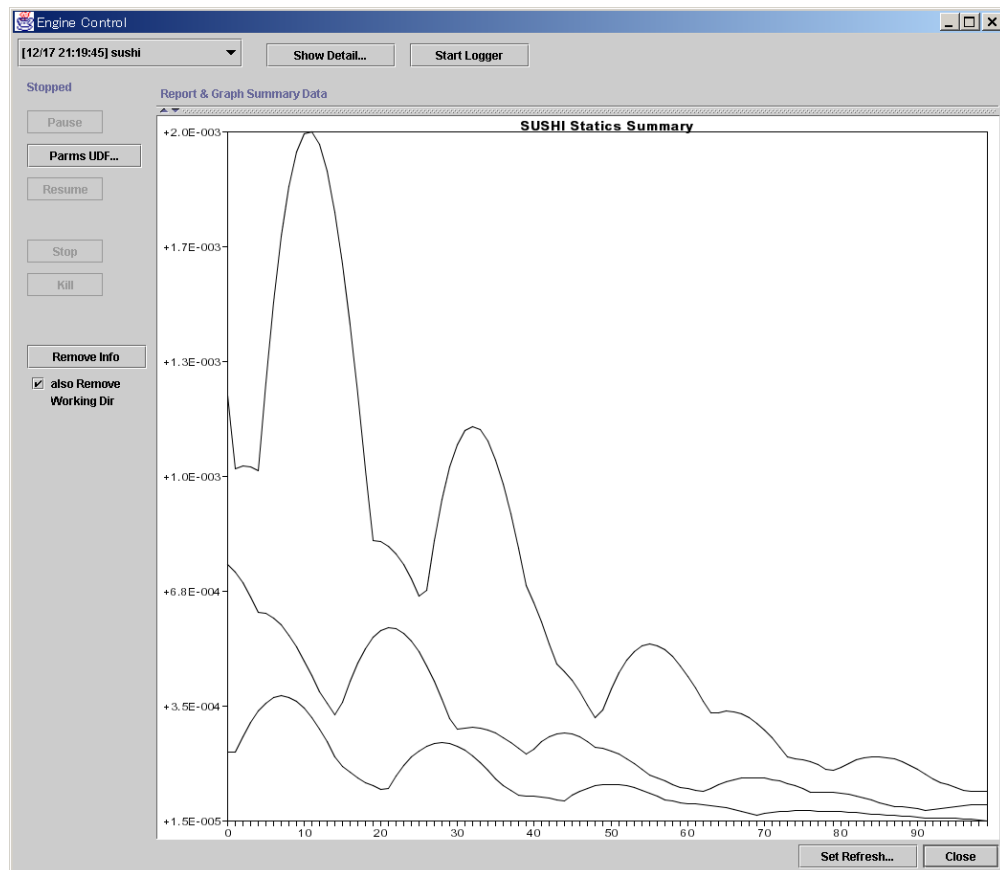 Engine Control
[12/17 21:19:45] sushi
Show Detail...
Start Logger
Stopped
Report & Graph Summary Data
Pause
Parms UDF...
Resume
Stop
Kill
Remove Info
also Remove
Working Dir
SUSHI Statics Summary
+2.0E-003
+1.7E-003
+1.3E-003
+1.0E-003
+6.8E-004
+3.5E-004
+1.5E-005
0 10 20 30 40 50 60 70 80 90
Set Refresh...
Close